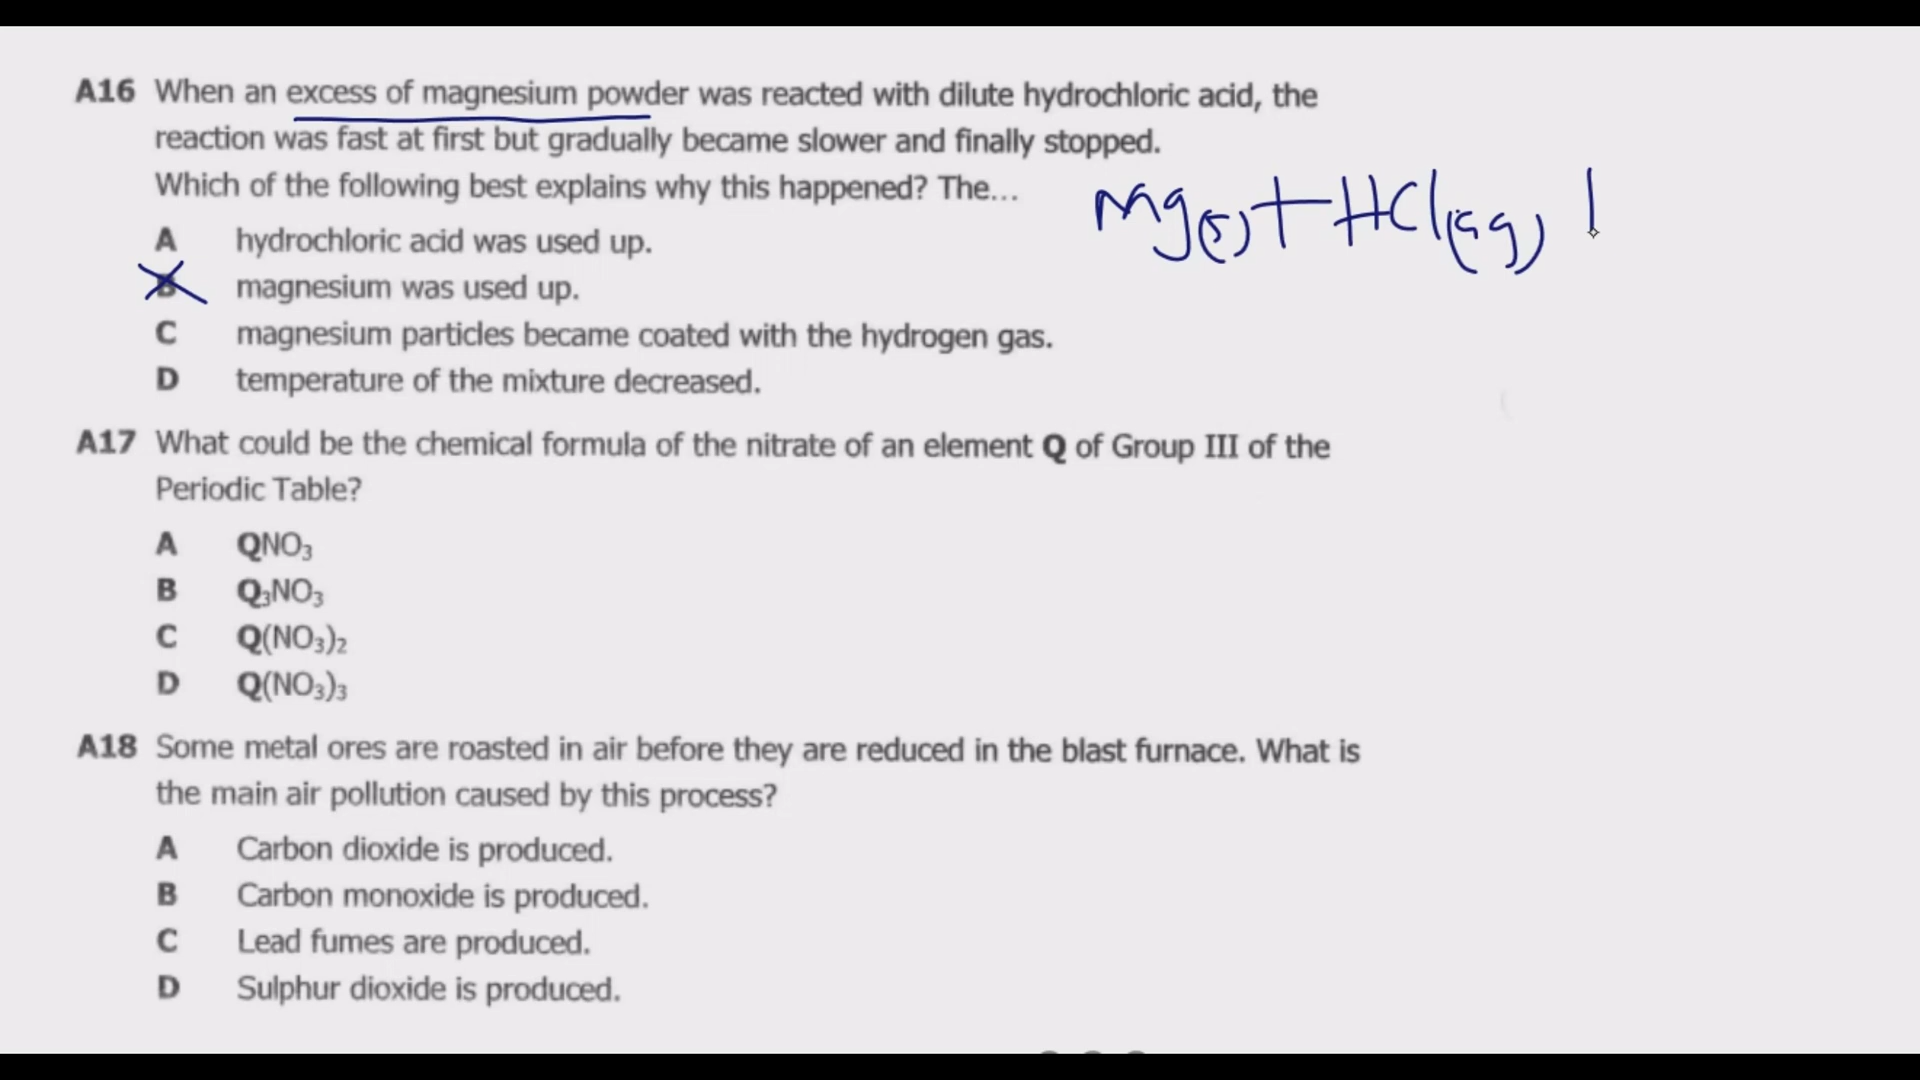 A16 When an excess of magnesium powder was reacted with dilute hydrochloric acid, the
reaction was fast at first but gradually became slower and finally stopped.
Which of the following best explains why this happened? The...
Mg(s)+HCl(aq)
A hydrochloric acid was used up.
B magnesium was used up.
C magnesium particles became coated with the hydrogen gas.
D temperature of the mixture decreased.
A17 What could be the chemical formula of the nitrate of an element Q of Group III of the
Periodic Table?
A QNO₃
B Q₃NO₃
C Q(NO₃)₂
D Q(NO₃)₃
A18 Some metal ores are roasted in air before they are reduced in the blast furnace. What is
the main air pollution caused by this process?
A Carbon dioxide is produced.
B Carbon monoxide is produced.
C Lead fumes are produced.
D Sulphur dioxide is produced.